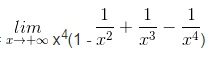 = lim x→+∞ x⁴(1 - 1/x² + 1/x³ − 1/x⁴)